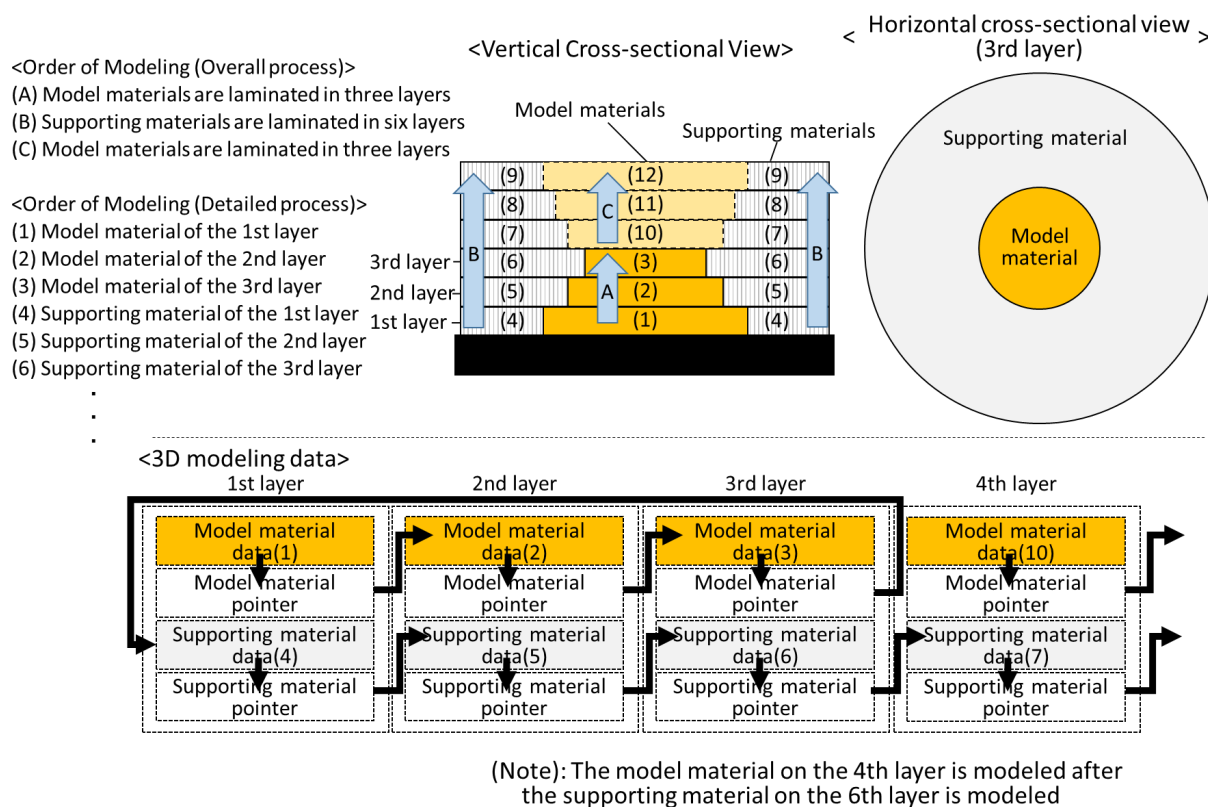 <Order of Modeling (Overall process)>
(A) Model materials are laminated in three layers
(B) Supporting materials are laminated in six layers
(C) Model materials are laminated in three layers
<Order of Modeling (Detailed process)>
(1) Model material of the 1st layer
(2) Model material of the 2nd layer
(3) Model material of the 3rd layer
(4) Supporting material of the 1st layer
(5) Supporting material of the 2nd layer
(6) Supporting material of the 3rd layer
.
.
.
<Vertical Cross-sectional View>
Model materials
Supporting materials
(9) (12) (9)
(8) (11) (8)
C
(7) (10) (7)
B B
3rd layer (6) (3) (6)
2nd layer (5) (2) (5)
A
1st layer (4) (1) (4)
< Horizontal cross-sectional view >
(3rd layer)
Supporting material
Model
material
<3D modeling data>
1st layer 2nd layer 3rd layer 4th layer
Model material Model material Model material Model material
data(1) data(2) data(3) data(10)
Model material Model material Model material Model material
pointer pointer pointer pointer
Supporting material Supporting material Supporting material Supporting material
data(4) data(5) data(6) data(7)
Supporting material Supporting material Supporting material Supporting material
pointer pointer pointer pointer
(Note): The model material on the 4th layer is modeled after
the supporting material on the 6th layer is modeled